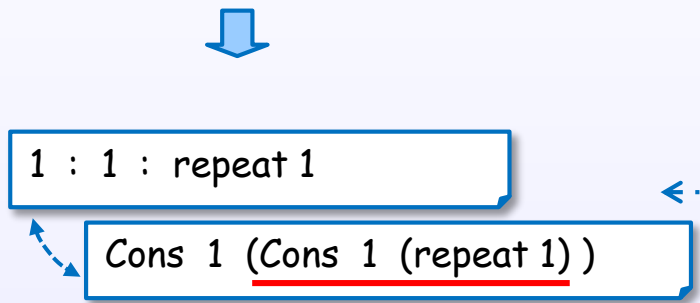 1 : 1 : repeat 1
Cons 1 (Cons 1 (repeat 1) )